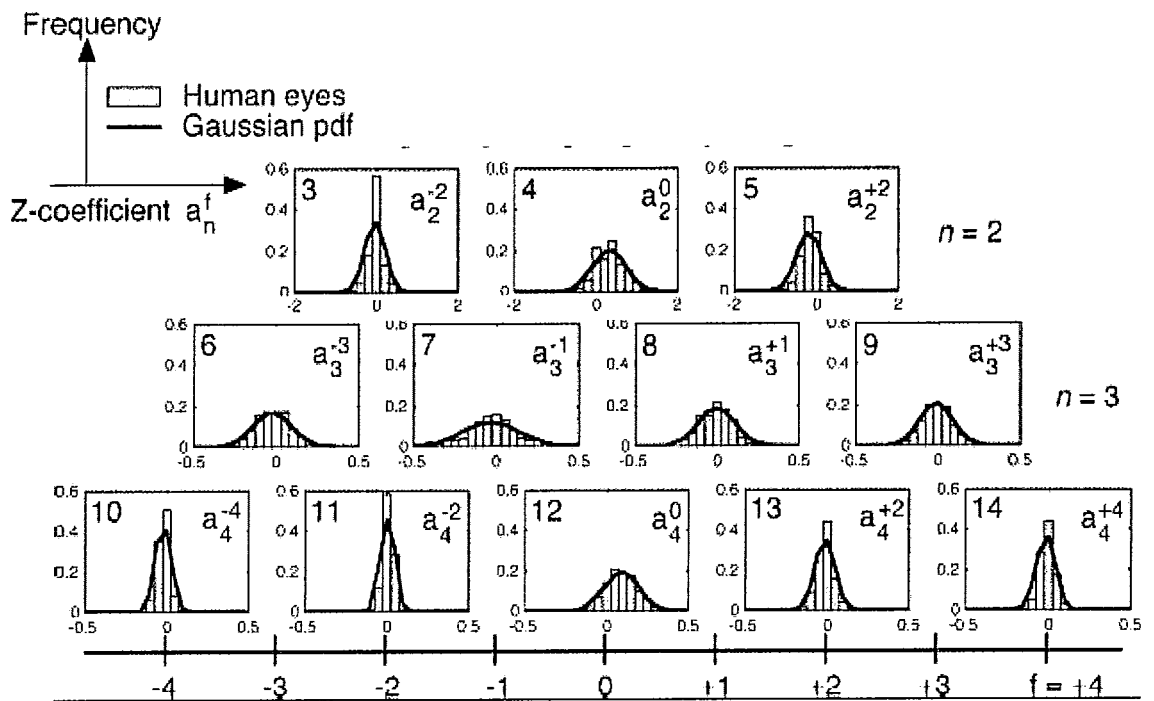 Frequency
Human eyes
Gaussian pdf
Z-coefficient a_n^f
0.6 0.4 0.2 0 3 a_2^-2 -2 0 2
0.6 0.4 0.2 0 4 a_2^0 -2 0 2
0.6 0.4 0.2 0 5 a_2^+2 -2 0 2
n = 2
0.6 0.4 0.2 0 6 a_3^-3 -0.5 0 0.5
0.6 0.4 0.2 0 7 a_3^-1 -0.5 0 0.5
0.6 0.4 0.2 0 8 a_3^+1 -0.5 0 0.5
0.6 0.4 0.2 0 9 a_3^+3 -0.5 0 0.5
n = 3
0.6 0.4 0.2 0 10 a_4^-4 -0.5 0 0.5
0.6 0.4 0.2 0 11 a_4^-2 -0.5 0 0.5
0.6 0.4 0.2 0 12 a_4^0 -0.5 0 0.5
0.6 0.4 0.2 0 13 a_4^+2 -0.5 0 0.5
0.6 0.4 0.2 0 14 a_4^+4 -0.5 0 0.5
-4 -3 -2 -1 0 +1 +2 +3 f = +4